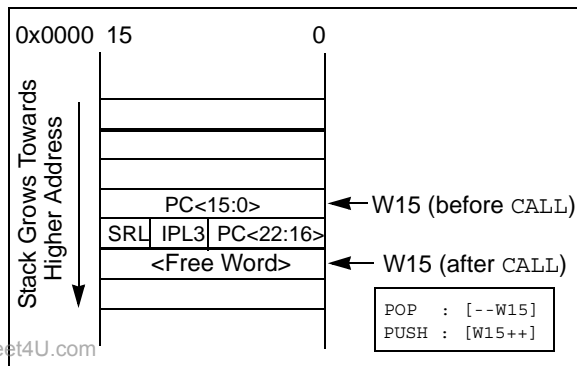 0x0000 15 0
Stack Grows Towards
Higher Address
PC<15:0>
W15 (before CALL)
SRL IPL3 PC<22:16>
<Free Word>
W15 (after CALL)
POP : [--W15]
PUSH : [W15++]
et4U.com